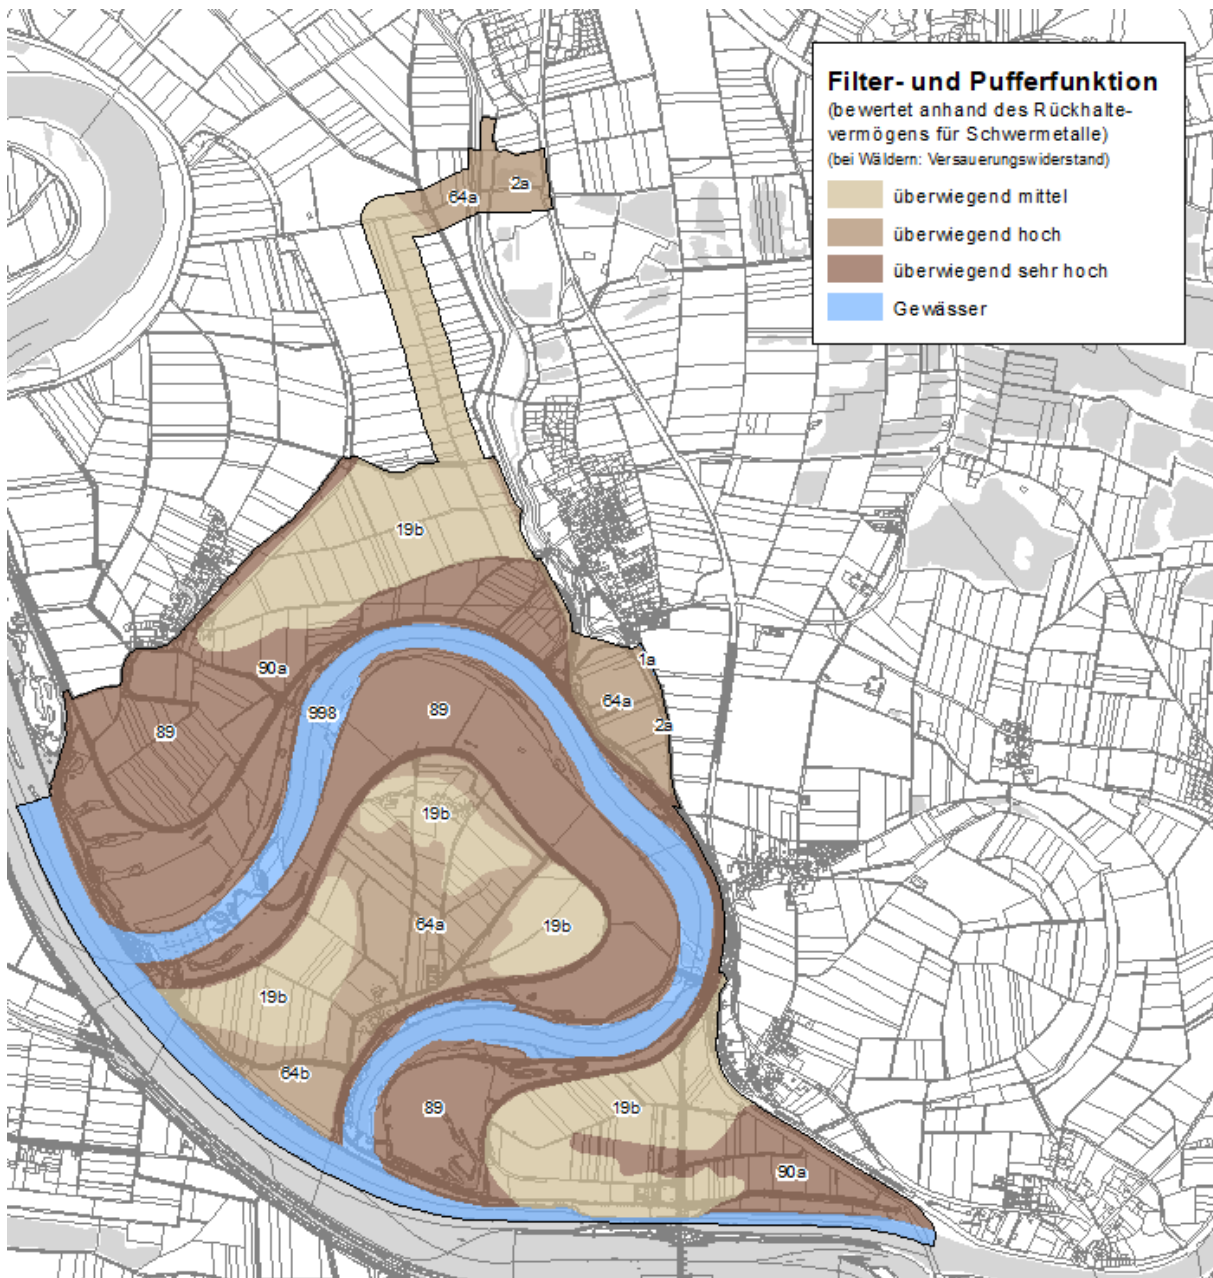 Filter- und Pufferfunktion
(bewertet anhand des Rückhalte-
vermögens für Schwermetalle)
(bei Wäldern: Versauerungswiderstand)
überwiegend mittel
überwiegend hoch
überwiegend sehr hoch
Gewässer
2a
64a
19b
1a
90a
64a
998
89
2a
89
19b
64a
19b
19b
64b
89
19b
90a